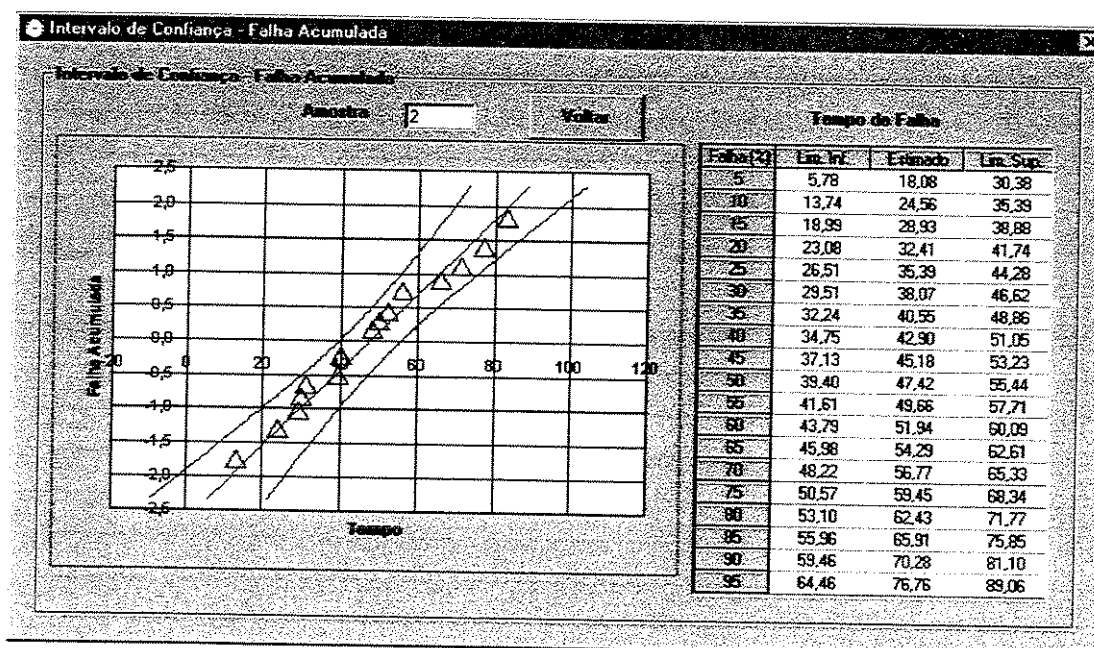 Intervalo de Confiança - Falha Acumulada
Intervalo de Confiança - Falha Acumulada
Amostra 2 Voltar
Tempo de Falha
Falha (%) Lim. Inf. Estimado Lim. Sup.
5 5,78 18,08 30,38
10 13,74 24,56 35,39
15 18,99 28,93 38,88
20 23,08 32,41 41,74
25 26,51 35,39 44,28
30 29,51 38,07 46,62
35 32,24 40,55 48,86
40 34,75 42,90 51,05
45 37,13 45,18 53,23
50 39,40 47,42 55,44
55 41,61 49,66 57,71
60 43,79 51,94 60,09
65 45,98 54,29 62,61
70 48,22 56,77 65,33
75 50,57 59,45 68,34
80 53,10 62,43 71,77
85 55,96 65,91 75,85
90 59,46 70,28 81,10
95 64,46 76,76 89,06
Falha Acumulada
2,5
2,0
1,5
1,0
0,5
0,0
-20 0 20 40 60 80 100 120
-0,5
-1,0
-1,5
-2,0
-2,5
Tempo